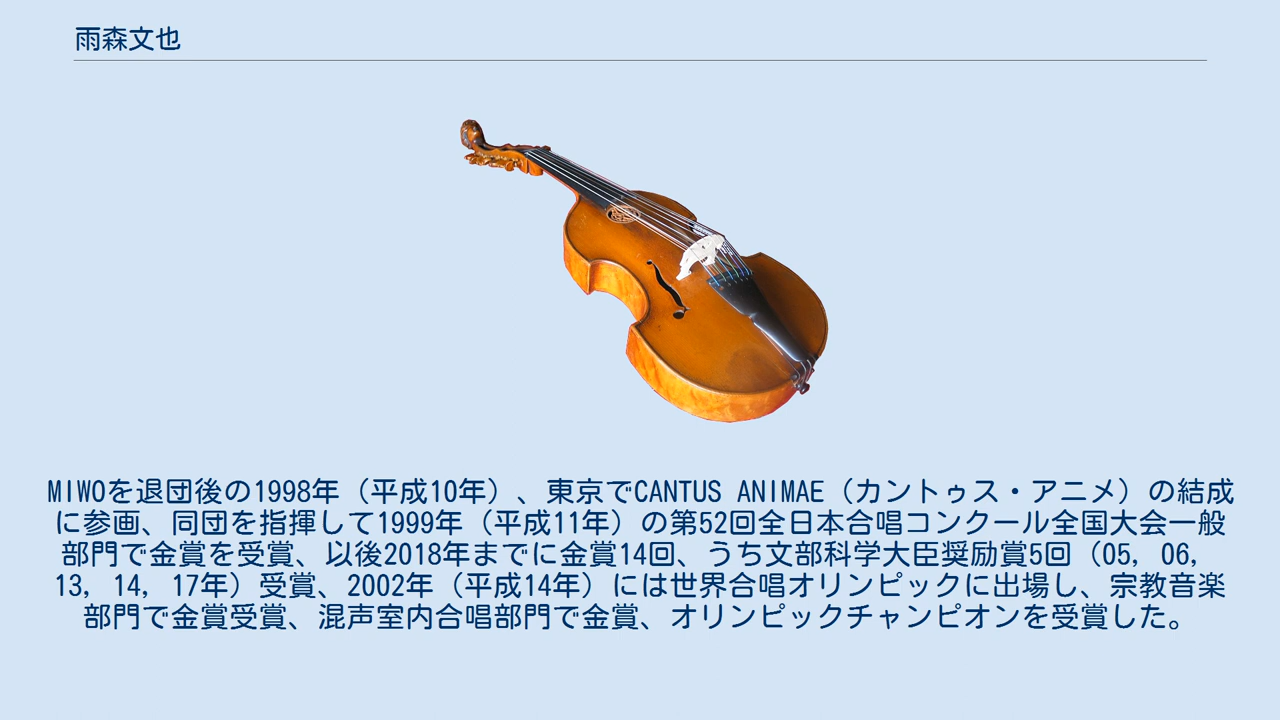 雨森文也
MIWOを退団後の1998年（平成10年）、東京でCANTUS ANIMAE（カントゥス・アニメ）の結成
に参画、同団を指揮して1999年（平成11年）の第52回全日本合唱コンクール全国大会一般
部門で金賞を受賞、以後2018年までに金賞14回、うち文部科学大臣奨励賞5回（05, 06,
13, 14, 17年）受賞、2002年（平成14年）には世界合唱オリンピックに出場し、宗教音楽
部門で金賞受賞、混声室内合唱部門で金賞、オリンピックチャンピオンを受賞した。